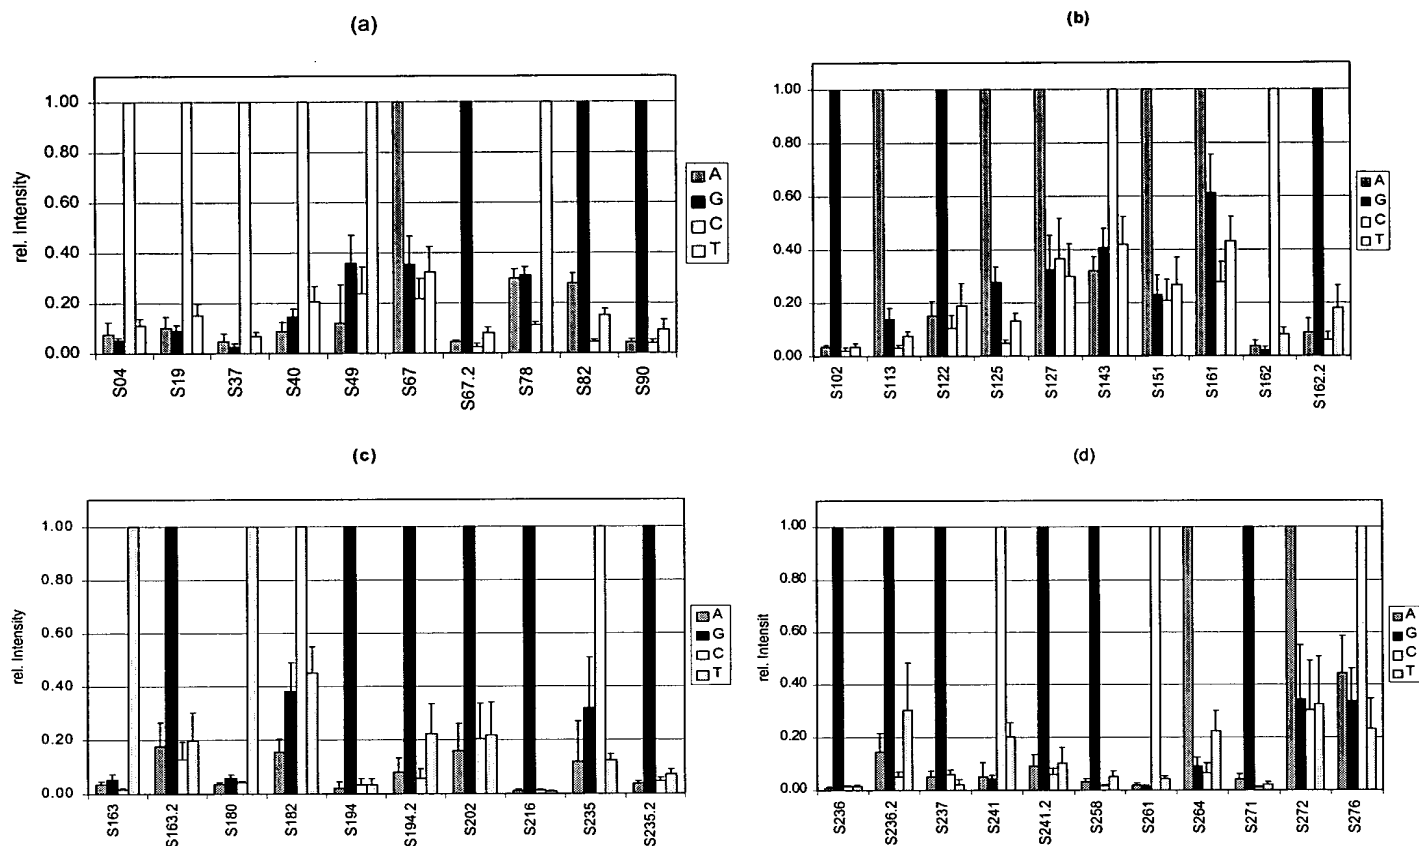 (a)
rel. Intensity
1.00
0.80
0.60
0.40
0.20
0.00
S04
S19
S37
S40
S49
S67
S67.2
S78
S82
S90
A
G
C
T
(b)
1.00
0.80
0.60
0.40
0.20
0.00
S102
S113
S122
S125
S127
S143
S151
S161
S162
S162.2
A
G
C
T
(c)
rel. Intensity
1.00
0.80
0.60
0.40
0.20
0.00
S163
S163.2
S180
S182
S194
S194.2
S202
S216
S235
S235.2
A
G
C
T
(d)
rel. Intensit
1.00
0.80
0.60
0.40
0.20
0.00
S236
S236.2
S237
S241
S241.2
S258
S261
S264
S271
S272
S276
A
G
C
T